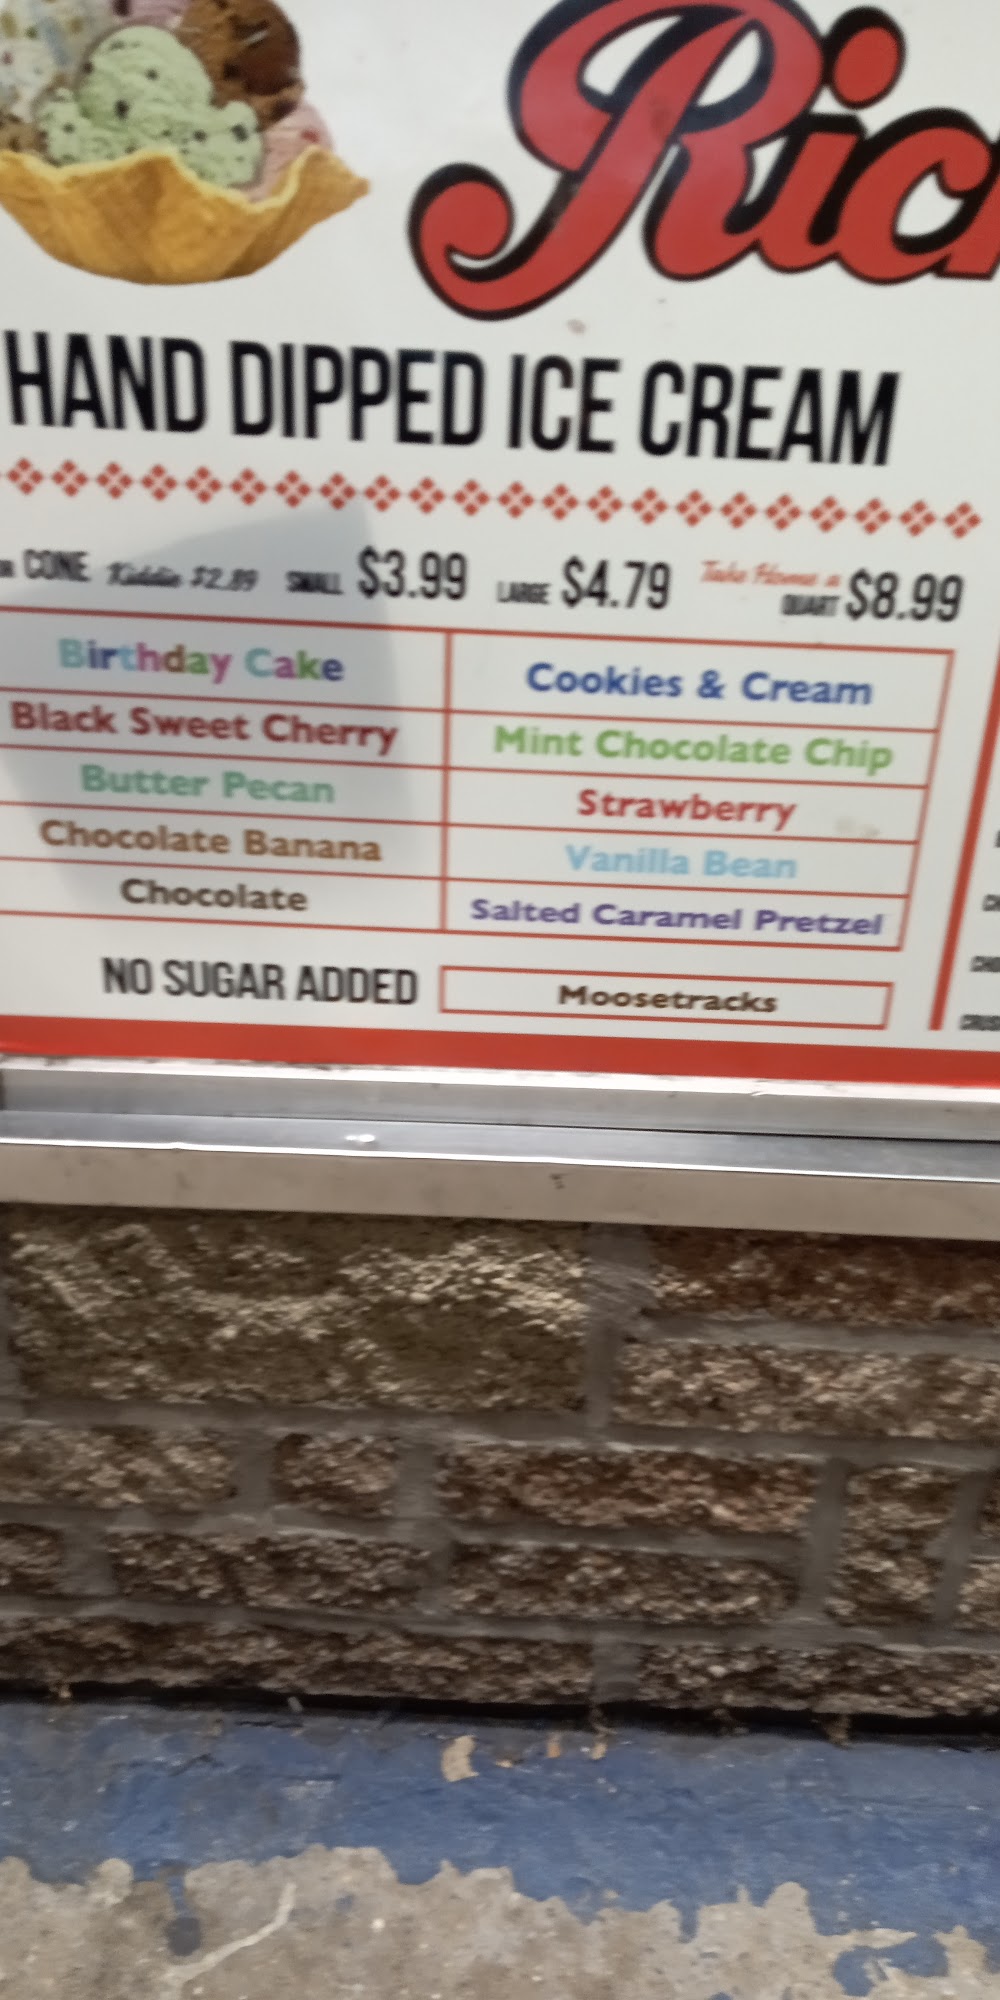 Ric
HAND DIPPED ICE CREAM
CONE Kiddie $2.89 SMALL $3.99 LARGE $4.79 Take Home a QUART $8.99
Birthday Cake Cookies & Cream
Black Sweet Cherry Mint Chocolate Chip
Butter Pecan Strawberry
Chocolate Banana Vanilla Bean
Chocolate Salted Caramel Pretzel
NO SUGAR ADDED Moosetracks